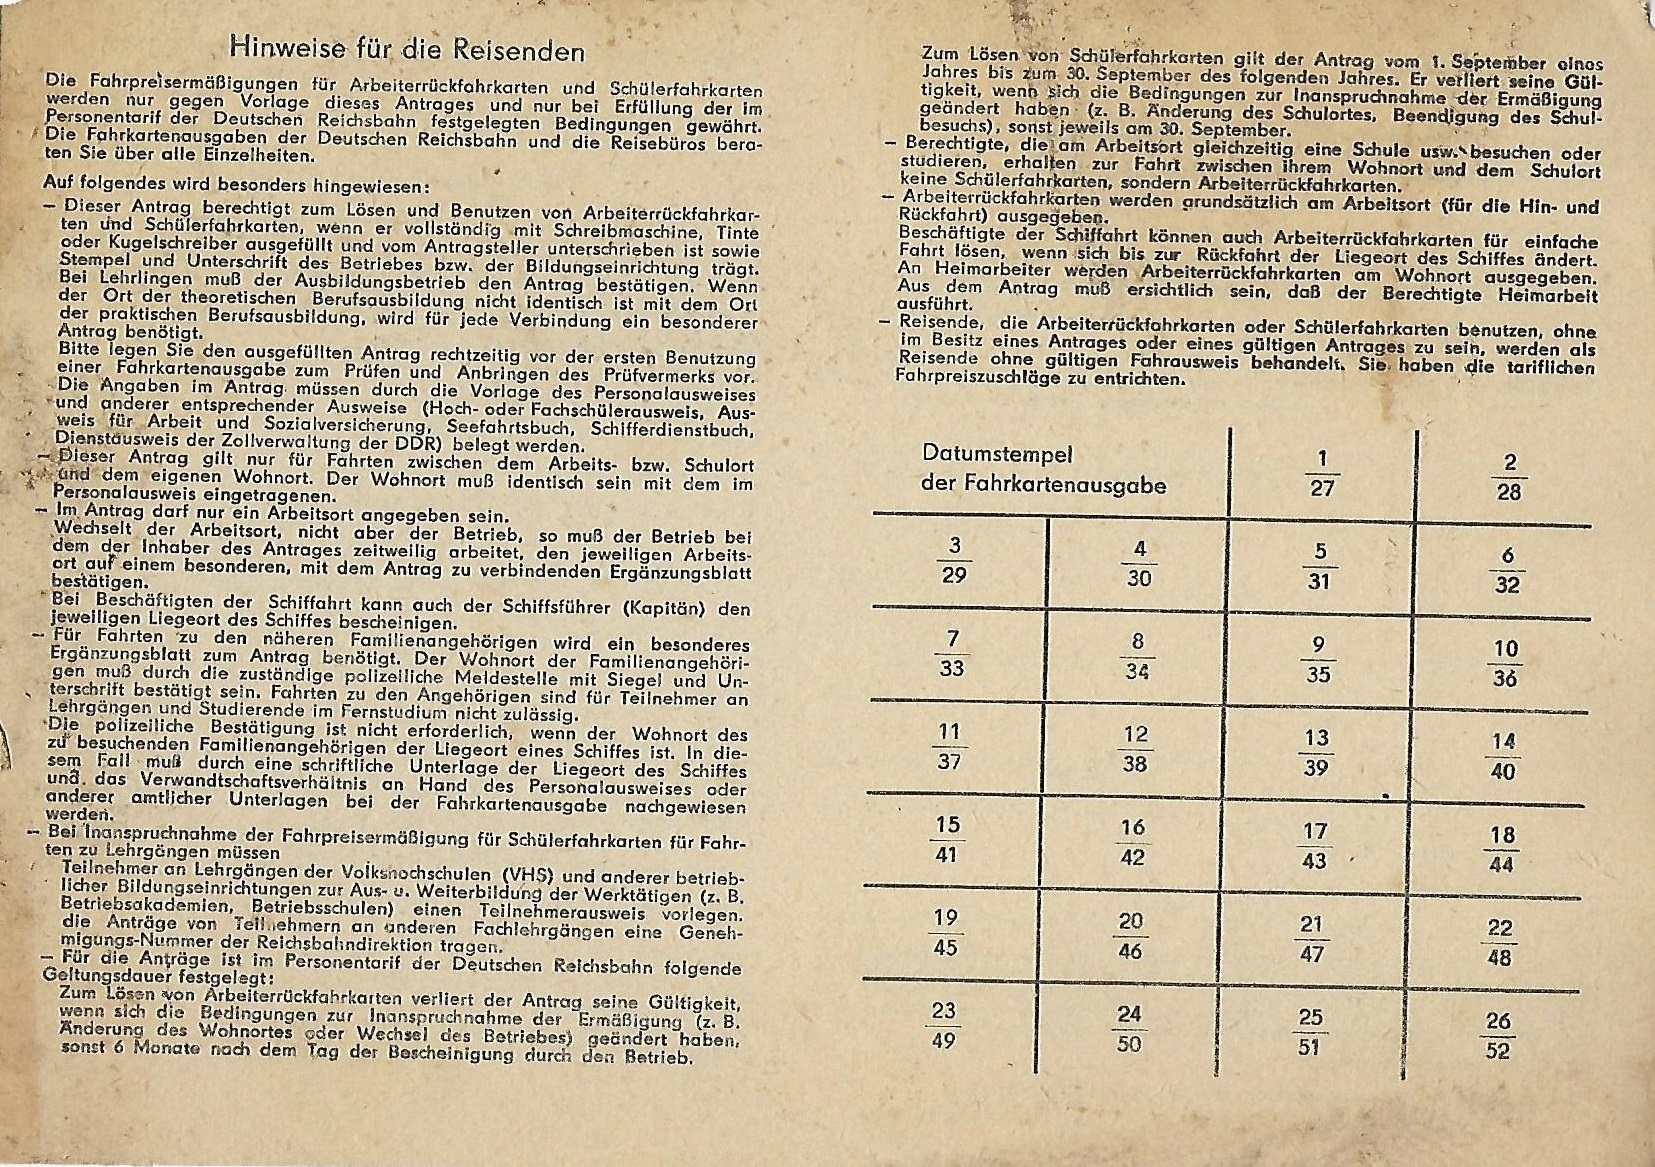 Hinweise für die Reisenden
Die Fahrpreisermäßigungen für Arbeiterrückfahrkarten und Schülerfahrkarten
werden nur gegen Vorlage dieses Antrages und nur bei Erfüllung der im
Personentarif der Deutschen Reichsbahn festgelegten Bedingungen gewährt.
Die Fahrkartenausgaben der Deutschen Reichsbahn und die Reisebüros bera-
ten Sie über alle Einzelheiten.
Auf folgendes wird besonders hingewiesen:
– Dieser Antrag berechtigt zum Lösen und Benutzen von Arbeiterrückfahrkar-
ten und Schülerfahrkarten, wenn er vollständig mit Schreibmaschine, Tinte
oder Kugelschreiber ausgefüllt und vom Antragsteller unterschrieben ist sowie
Stempel und Unterschrift des Betriebes bzw. der Bildungseinrichtung trägt.
Bei Lehrlingen muß der Ausbildungsbetrieb den Antrag bestätigen. Wenn
der Ort der theoretischen Berufsausbildung nicht identisch ist mit dem Ort
der praktischen Berufsausbildung, wird für jede Verbindung ein besonderer
Antrag benötigt.
Bitte legen Sie den ausgefüllten Antrag rechtzeitig vor der ersten Benutzung
einer Fahrkartenausgabe zum Prüfen und Anbringen des Prüfvermerks vor.
Die Angaben im Antrag müssen durch die Vorlage des Personalausweises
und anderer entsprechender Ausweise (Hoch- oder Fachschülerausweis, Aus-
weis für Arbeit und Sozialversicherung, Seefahrtsbuch, Schifferdienstbuch,
Dienstausweis der Zollverwaltung der DDR) belegt werden.
– Dieser Antrag gilt nur für Fahrten zwischen dem Arbeits- bzw. Schulort
und dem eigenen Wohnort. Der Wohnort muß identisch sein mit dem im
Personalausweis eingetragenen.
– Im Antrag darf nur ein Arbeitsort angegeben sein.
Wechselt der Arbeitsort, nicht aber der Betrieb, so muß der Betrieb bei
dem der Inhaber des Antrages zeitweilig arbeitet, den jeweiligen Arbeits-
ort auf einem besonderen, mit dem Antrag zu verbindenden Ergänzungsblatt
bestätigen.
Bei Beschäftigten der Schiffahrt kann auch der Schiffsführer (Kapitän) den
jeweiligen Liegeort des Schiffes bescheinigen.
– Für Fahrten zu den näheren Familienangehörigen wird ein besonderes
Ergänzungsblatt zum Antrag benötigt. Der Wohnort der Familienangehöri-
gen muß durch die zuständige polizeiliche Meldestelle mit Siegel und Un-
terschrift bestätigt sein. Fahrten zu den Angehörigen sind für Teilnehmer an
Lehrgängen und Studierende im Fernstudium nicht zulässig.
Die polizeiliche Bestätigung ist nicht erforderlich, wenn der Wohnort des
zu besuchenden Familienangehörigen der Liegeort eines Schiffes ist. In die-
sem Fall muß durch eine schriftliche Unterlage der Liegeort des Schiffes
und das Verwandtschaftsverhältnis an Hand des Personalausweises oder
anderer amtlicher Unterlagen bei der Fahrkartenausgabe nachgewiesen
werden.
– Bei Inanspruchnahme der Fahrpreisermäßigung für Schülerfahrkarten für Fahr-
ten zu Lehrgängen müssen
Teilnehmer an Lehrgängen der Volkshochschulen (VHS) und anderer betrieb-
licher Bildungseinrichtungen zur Aus- u. Weiterbildung der Werktätigen (z. B.
Betriebsakademien, Betriebsschulen) einen Teilnehmerausweis vorlegen.
die Anträge von Teilnehmern an anderen Fachlehrgängen eine Geneh-
migungs-Nummer der Reichsbahndirektion tragen.
– Für die Anträge ist im Personentarif der Deutschen Reichsbahn folgende
Geltungsdauer festgelegt:
Zum Lösen von Arbeiterrückfahrkarten verliert der Antrag seine Gültigkeit,
wenn sich die Bedingungen zur Inanspruchnahme der Ermäßigung (z. B.
Änderung des Wohnortes oder Wechsel des Betriebes) geändert haben,
sonst 6 Monate nach dem Tag der Bescheinigung durch den Betrieb.
Zum Lösen von Schülerfahrkarten gilt der Antrag vom 1. September eines
Jahres bis zum 30. September des folgenden Jahres. Er verliert seine Gül-
tigkeit, wenn sich die Bedingungen zur Inanspruchnahme der Ermäßigung
geändert haben (z. B. Änderung des Schulortes, Beendigung des Schul-
besuchs), sonst jeweils am 30. September.
– Berechtigte, die am Arbeitsort gleichzeitig eine Schule usw. besuchen oder
studieren, erhalten zur Fahrt zwischen ihrem Wohnort und dem Schulort
keine Schülerfahrkarten, sondern Arbeiterrückfahrkarten.
– Arbeiterrückfahrkarten werden grundsätzlich am Arbeitsort (für die Hin- und
Rückfahrt) ausgegeben.
Beschäftigte der Schiffahrt können auch Arbeiterrückfahrkarten für einfache
Fahrt lösen, wenn sich bis zur Rückfahrt der Liegeort des Schiffes ändert.
An Heimarbeiter werden Arbeiterrückfahrkarten am Wohnort ausgegeben.
Aus dem Antrag muß ersichtlich sein, daß der Berechtigte Heimarbeit
ausführt.
– Reisende, die Arbeiterrückfahrkarten oder Schülerfahrkarten benutzen, ohne
im Besitz eines Antrages oder eines gültigen Antrages zu sein, werden als
Reisende ohne gültigen Fahrausweis behandelt. Sie haben die tariflichen
Fahrpreiszuschläge zu entrichten.
Datumstempel
der Fahrkartenausgabe
1 2
27 28
3 4 5 6
29 30 31 32
7 8 9 10
33 34 35 36
11 12 13 14
37 38 39 40
15 16 17 18
41 42 43 44
19 20 21 22
45 46 47 48
23 24 25 26
49 50 51 52